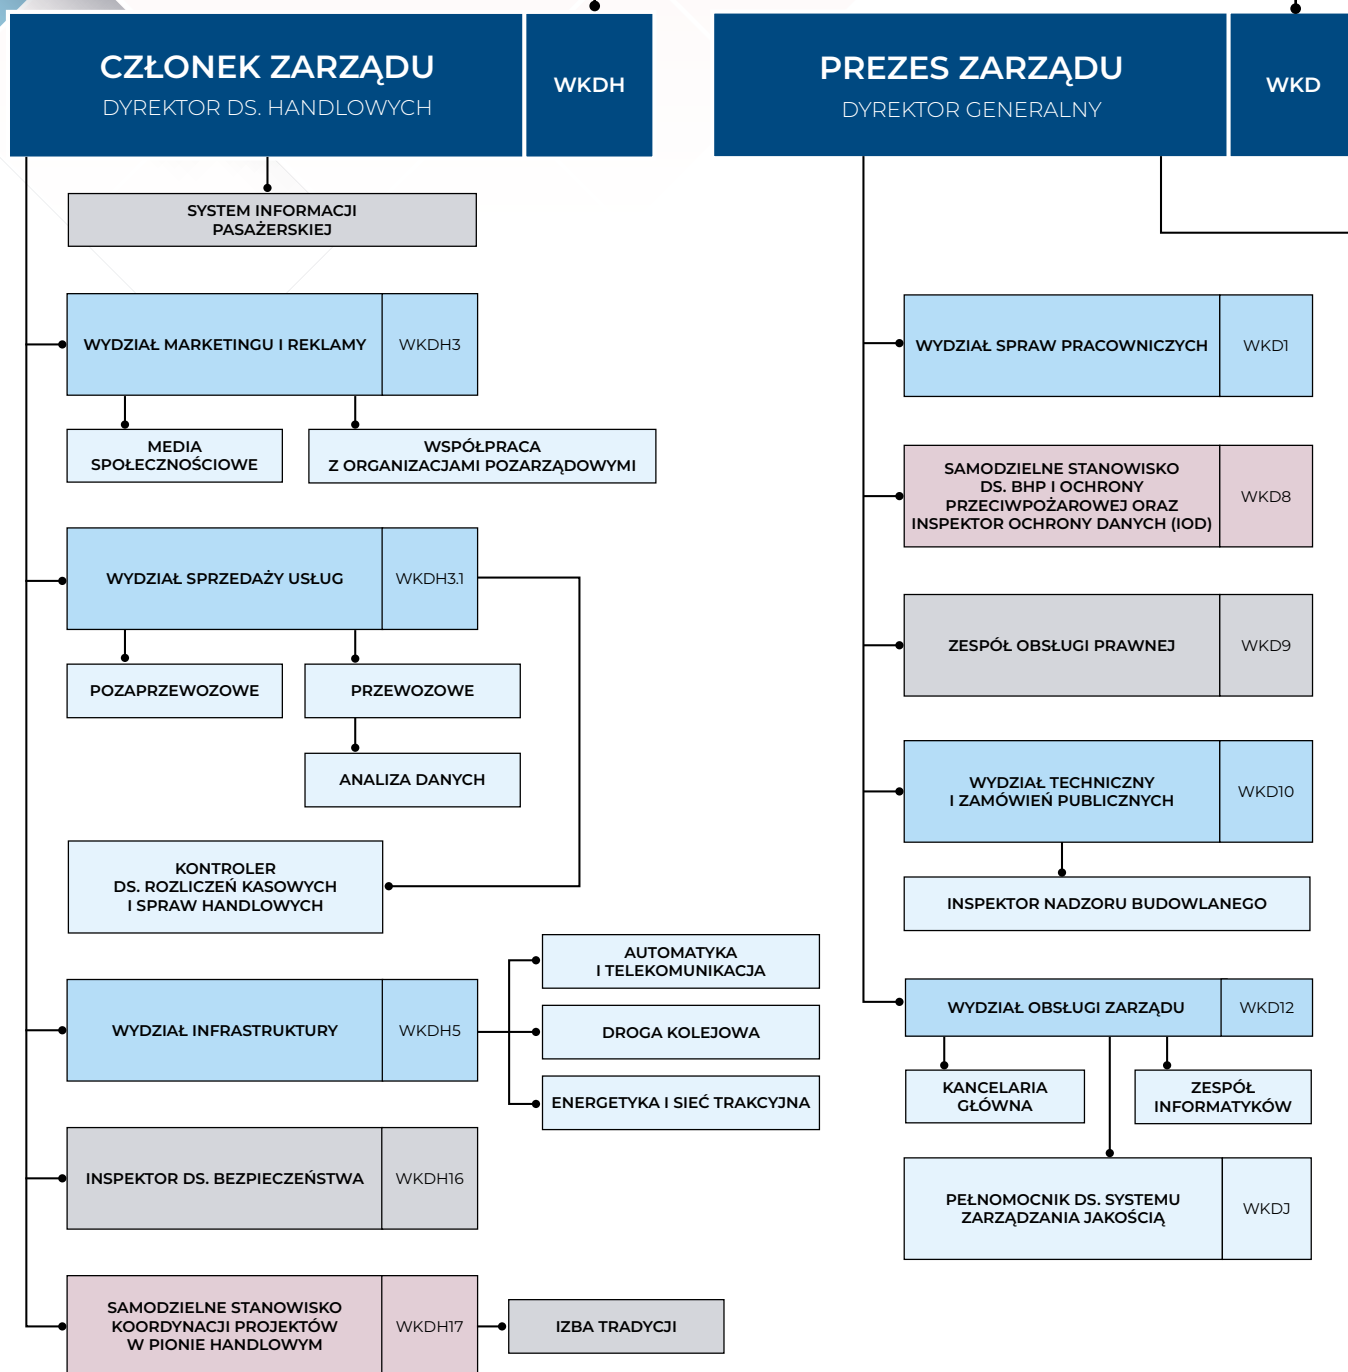 CZŁONEK ZARZĄDU
DYREKTOR DS. HANDLOWYCH
WKDH
SYSTEM INFORMACJI
PASAŻERSKIEJ
WYDZIAŁ MARKETINGU I REKLAMY
WKDH3
MEDIA
SPOŁECZNOŚCIOWE
WSPÓŁPRACA
Z ORGANIZACJAMI POZARZĄDOWYMI
WYDZIAŁ SPRZEDAŻY USŁUG
WKDH3.1
POZAPRZEWOZOWE
PRZEWOZOWE
ANALIZA DANYCH
KONTROLER
DS. ROZLICZEŃ KASOWYCH
I SPRAW HANDLOWYCH
WYDZIAŁ INFRASTRUKTURY
WKDH5
AUTOMATYKA
I TELEKOMUNIKACJA
DROGA KOLEJOWA
ENERGETYKA I SIEĆ TRAKCYJNA
INSPEKTOR DS. BEZPIECZEŃSTWA
WKDH16
SAMODZIELNE STANOWISKO
KOORDYNACJI PROJEKTÓW
W PIONIE HANDLOWYM
WKDH17
IZBA TRADYCJI
PREZES ZARZĄDU
DYREKTOR GENERALNY
WKD
WYDZIAŁ SPRAW PRACOWNICZYCH
WKD1
SAMODZIELNE STANOWISKO
DS. BHP I OCHRONY
PRZECIWPOŻAROWEJ ORAZ
INSPEKTOR OCHRONY DANYCH (IOD)
WKD8
ZESPÓŁ OBSŁUGI PRAWNEJ
WKD9
WYDZIAŁ TECHNICZNY
I ZAMÓWIEŃ PUBLICZNYCH
WKD10
INSPEKTOR NADZORU BUDOWLANEGO
WYDZIAŁ OBSŁUGI ZARZĄDU
WKD12
KANCELARIA
GŁÓWNA
ZESPÓŁ
INFORMATYKÓW
PEŁNOMOCNIK DS. SYSTEMU
ZARZĄDZANIA JAKOŚCIĄ
WKDJ